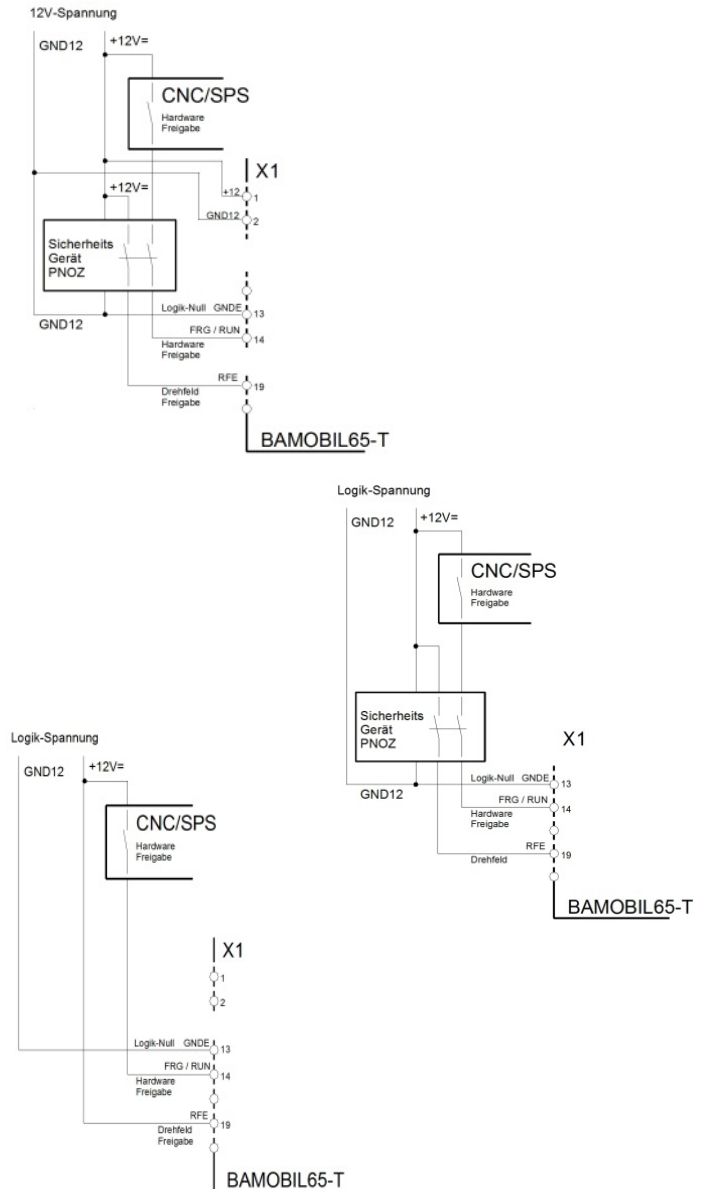 12V-Spannung
GND12
+12V=
CNC/SPS
Hardware
Freigabe
X1
+12V=
+12
1
GND12
2
Sicherheits
Gerät
PNOZ
Logik-Null GNDE
13
GND12
FRG / RUN
14
Hardware
Freigabe
RFE
19
Drehfeld
Freigabe
BAMOBIL65-T
Logik-Spannung
GND12
+12V=
CNC/SPS
Hardware
Freigabe
Sicherheits
Gerät
PNOZ
X1
Logik-Null GNDE
13
GND12
FRG / RUN
14
Hardware
Freigabe
RFE
19
Drehfeld
BAMOBIL65-T
Logik-Spannung
GND12
+12V=
CNC/SPS
Hardware
Freigabe
X1
1
2
Logik-Null GNDE
13
FRG / RUN
14
Hardware
Freigabe
RFE
19
Drehfeld
Freigabe
BAMOBIL65-T